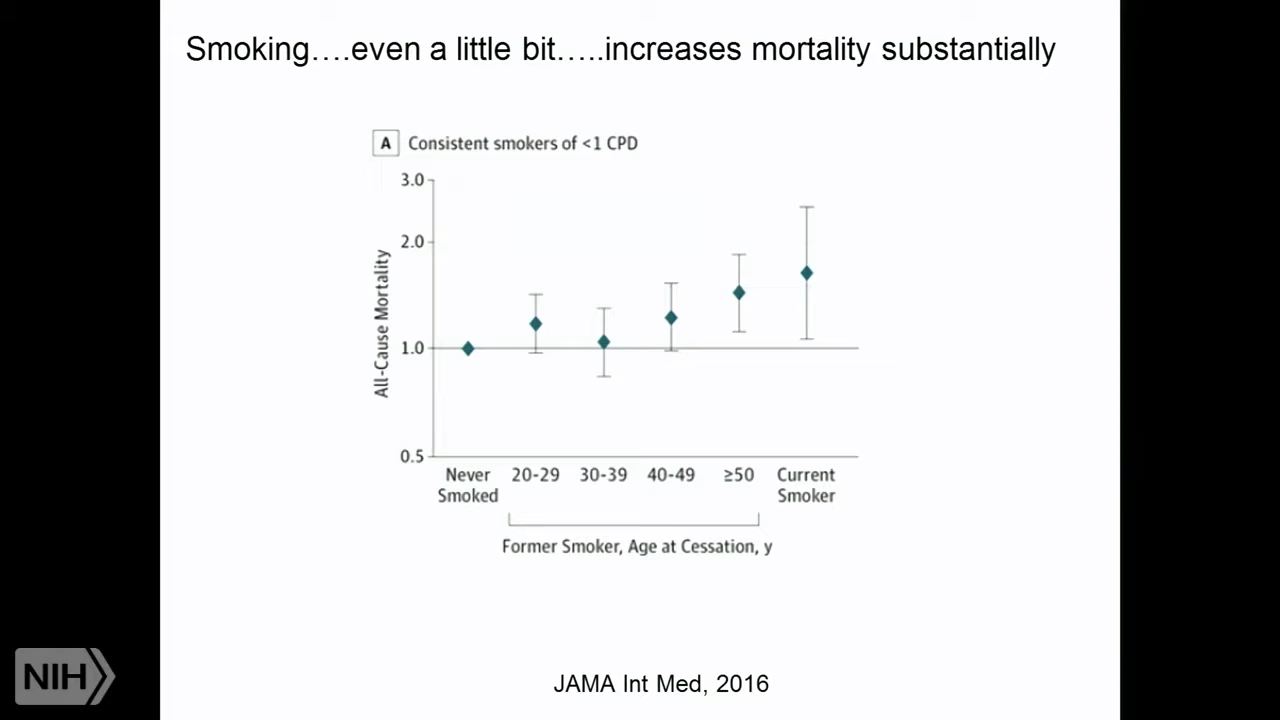 Smoking….even a little bit…..increases mortality substantially
A Consistent smokers of <1 CPD
3.0
2.0
1.0
0.5
All-Cause Mortality
Never Smoked
20-29
30-39
40-49
≥50
Current Smoker
Former Smoker, Age at Cessation, y
NIH
JAMA Int Med, 2016